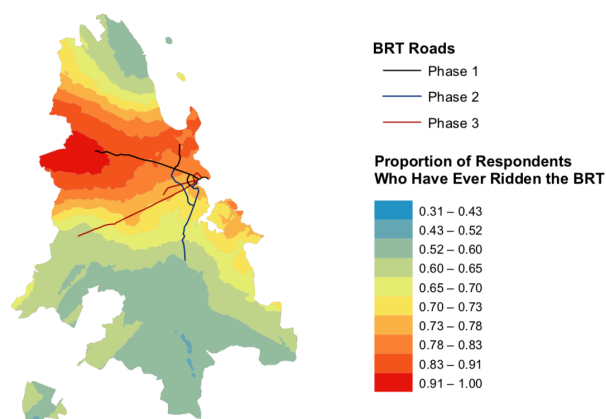 BRT Roads
Phase 1
Phase 2
Phase 3
Proportion of Respondents
Who Have Ever Ridden the BRT
0.31 – 0.43
0.43 – 0.52
0.52 – 0.60
0.60 – 0.65
0.65 – 0.70
0.70 – 0.73
0.73 – 0.78
0.78 – 0.83
0.83 – 0.91
0.91 – 1.00